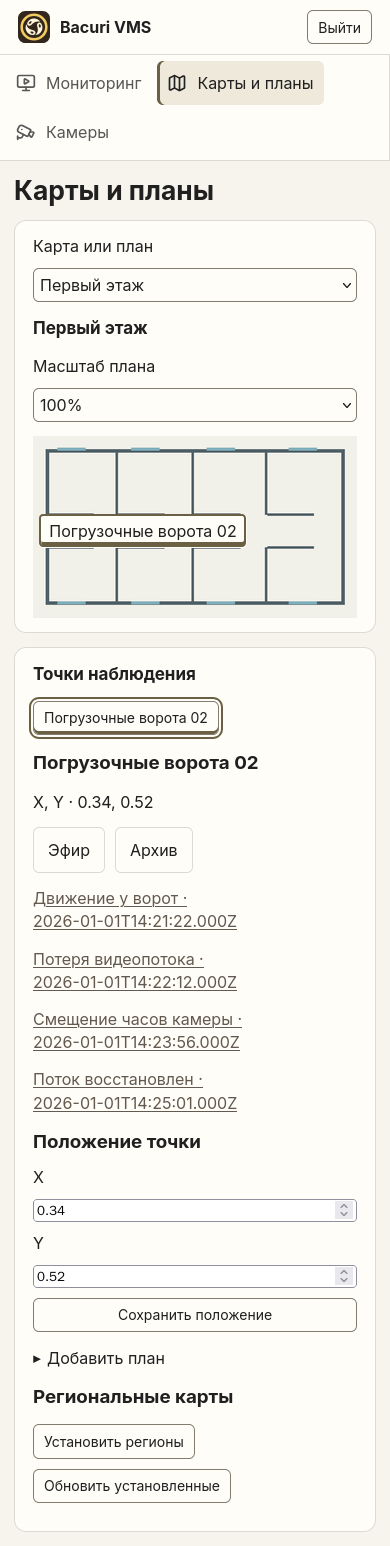 Bacuri VMS
Выйти
Мониторинг
Карты и планы
Камеры
Карты и планы
Карта или план
Первый этаж
Первый этаж
Масштаб плана
100%
Погрузочные ворота 02
Точки наблюдения
Погрузочные ворота 02
Погрузочные ворота 02
X, Y · 0.34, 0.52
Эфир
Архив
Движение у ворот ·
2026-01-01T14:21:22.000Z
Потеря видеопотока ·
2026-01-01T14:22:12.000Z
Смещение часов камеры ·
2026-01-01T14:23:56.000Z
Поток восстановлен ·
2026-01-01T14:25:01.000Z
Положение точки
X
0.34
Y
0.52
Сохранить положение
▸ Добавить план
Региональные карты
Установить регионы
Обновить установленные